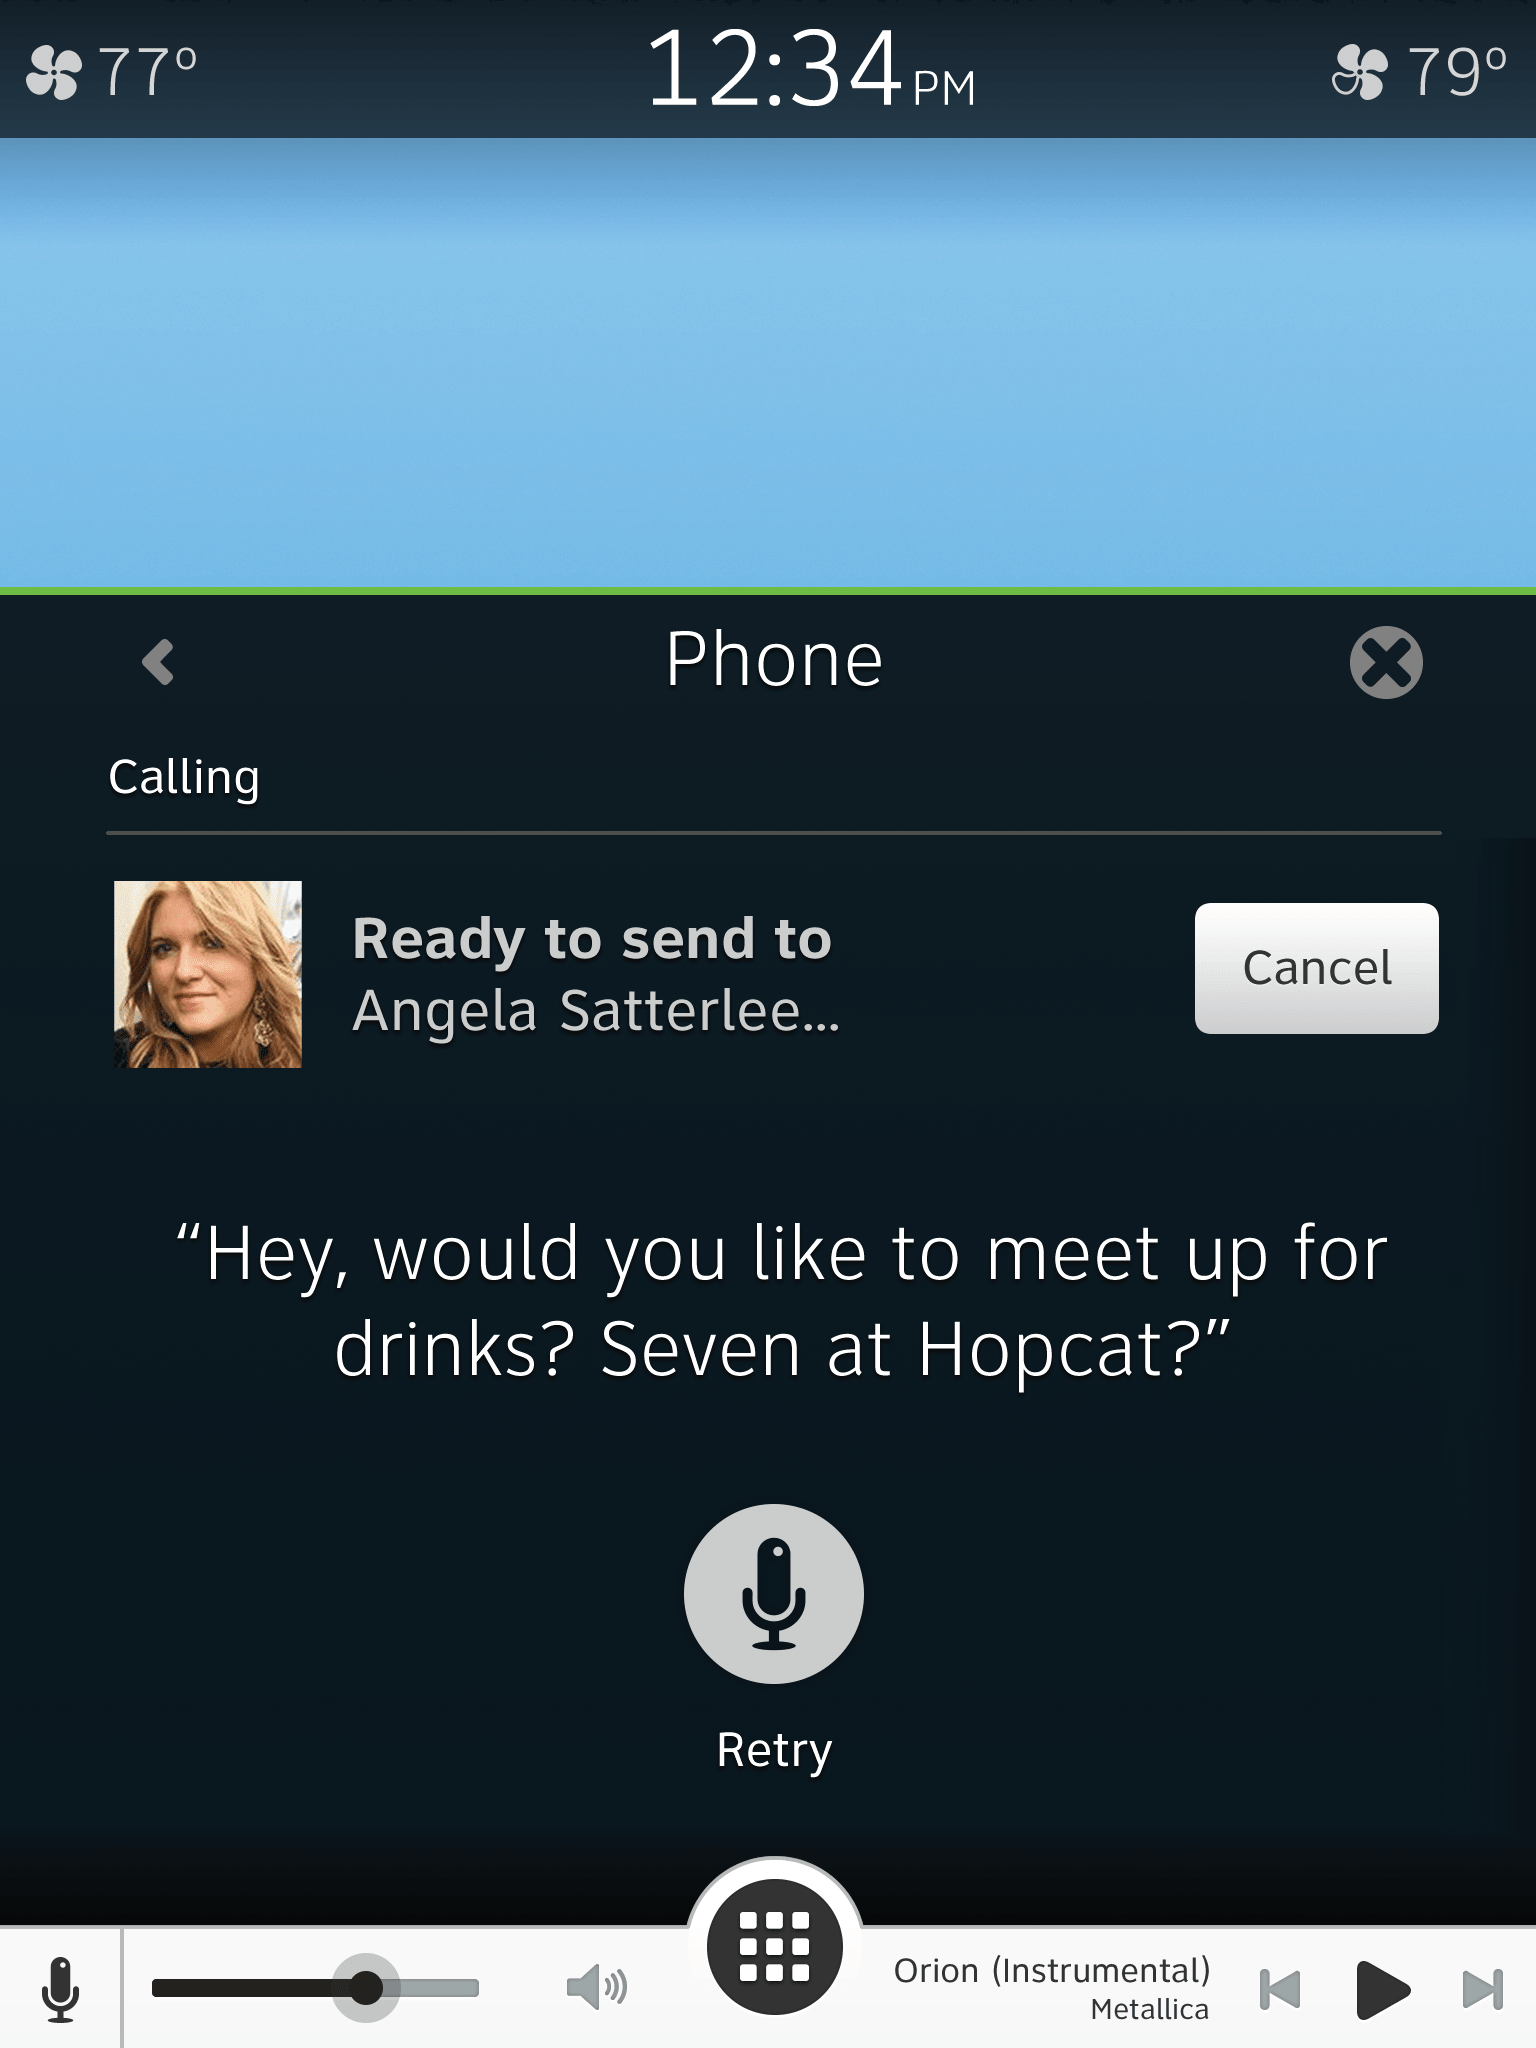 77° 12:34 PM 79°
Phone
Calling
Ready to send to
Angela Satterlee...
Cancel
“Hey, would you like to meet up for
drinks? Seven at Hopcat?”
Retry
Orion (Instrumental)
Metallica